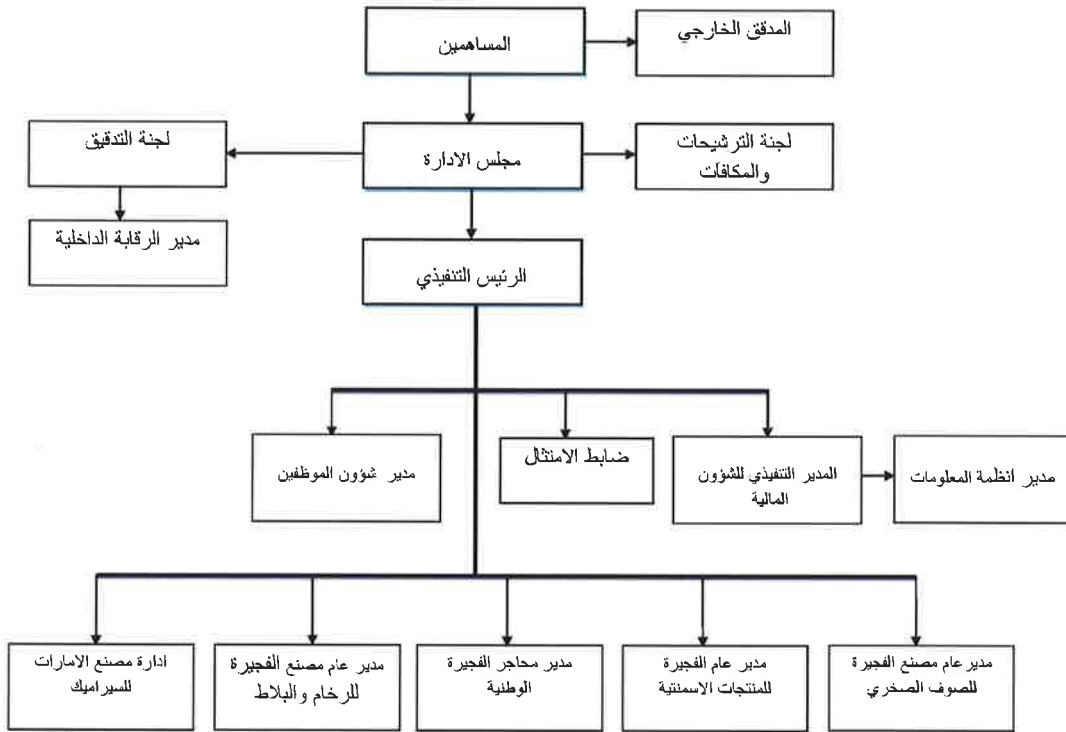 المساهمين
المدقق الخارجي
لجنة الترشيحات
والمكافآت
مجلس الادارة
لجنة التدقيق
مدير الرقابة الداخلية
الرئيس التنفيذي
مدير انظمة المعلومات
المدير التنفيذي للشؤون
المالية
ضابط الامتثال
مدير شؤون الموظفين
مدير عام مصنع الفجيرة
للصوف الصخري
مدير عام الفجيرة
للمنتجات الاسمنتية
مدير محاجر الفجيرة
الوطنية
مدير عام مصنع الفجيرة
للرخام والبلاط
ادارة مصنع الامارات
للسيراميك